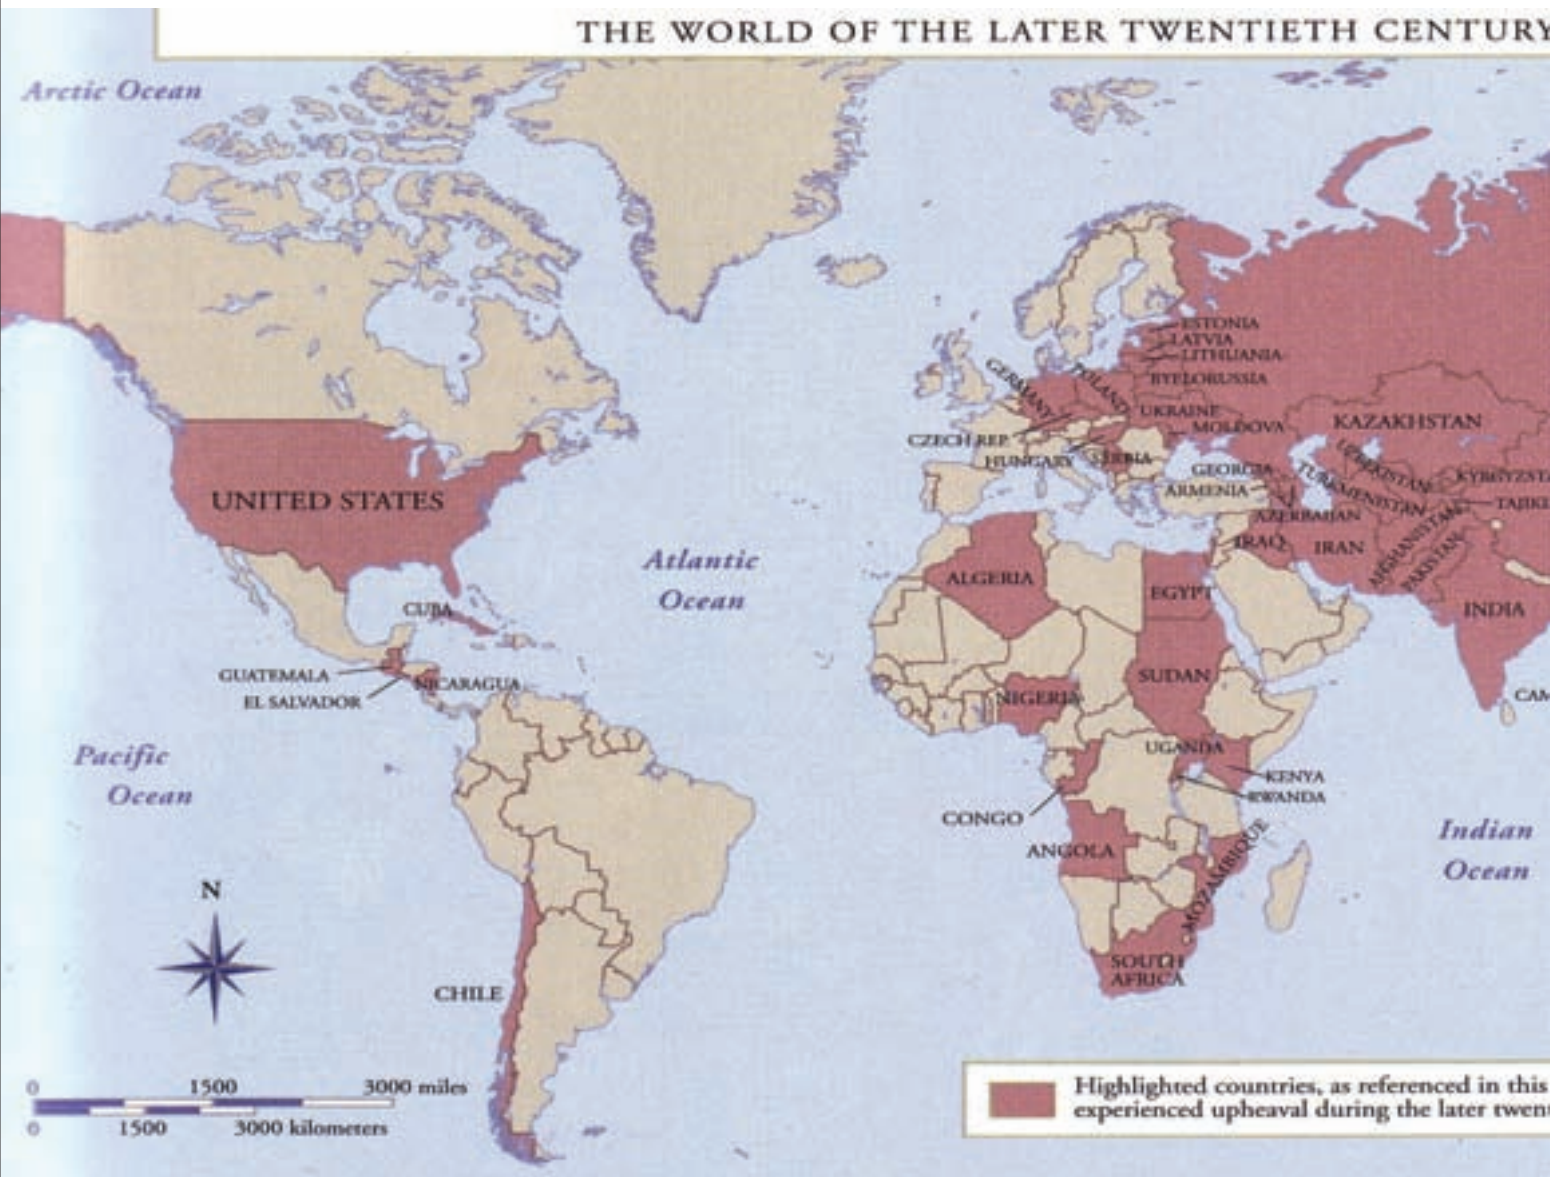 THE WORLD OF THE LATER TWENTIETH CENTURY
Arctic Ocean
ESTONIA
LATVIA
LITHUANIA
GERMANY
POLAND
BYELORUSSIA
UKRAINE
MOLDOVA
KAZAKHSTAN
CZECH REP.
HUNGARY
SERBIA
GEORGIA
UZBEKISTAN
KYRGYZSTA
TURKMENISTAN
ARMENIA
TAJIKI
UNITED STATES
AZERBAIJAN
AFGHANISTAN
IRAQ
IRAN
PAKISTAN
Atlantic
Ocean
ALGERIA
EGYPT
INDIA
CUBA
GUATEMALA
NICARAGUA
EL SALVADOR
SUDAN
NIGERIA
CAM
Pacific
Ocean
UGANDA
KENYA
RWANDA
CONGO
ANGOLA
MOZAMBIQUE
Indian
Ocean
N
SOUTH
AFRICA
CHILE
0 1500 3000 miles
0 1500 3000 kilometers
Highlighted countries, as referenced in this
experienced upheaval during the later twen